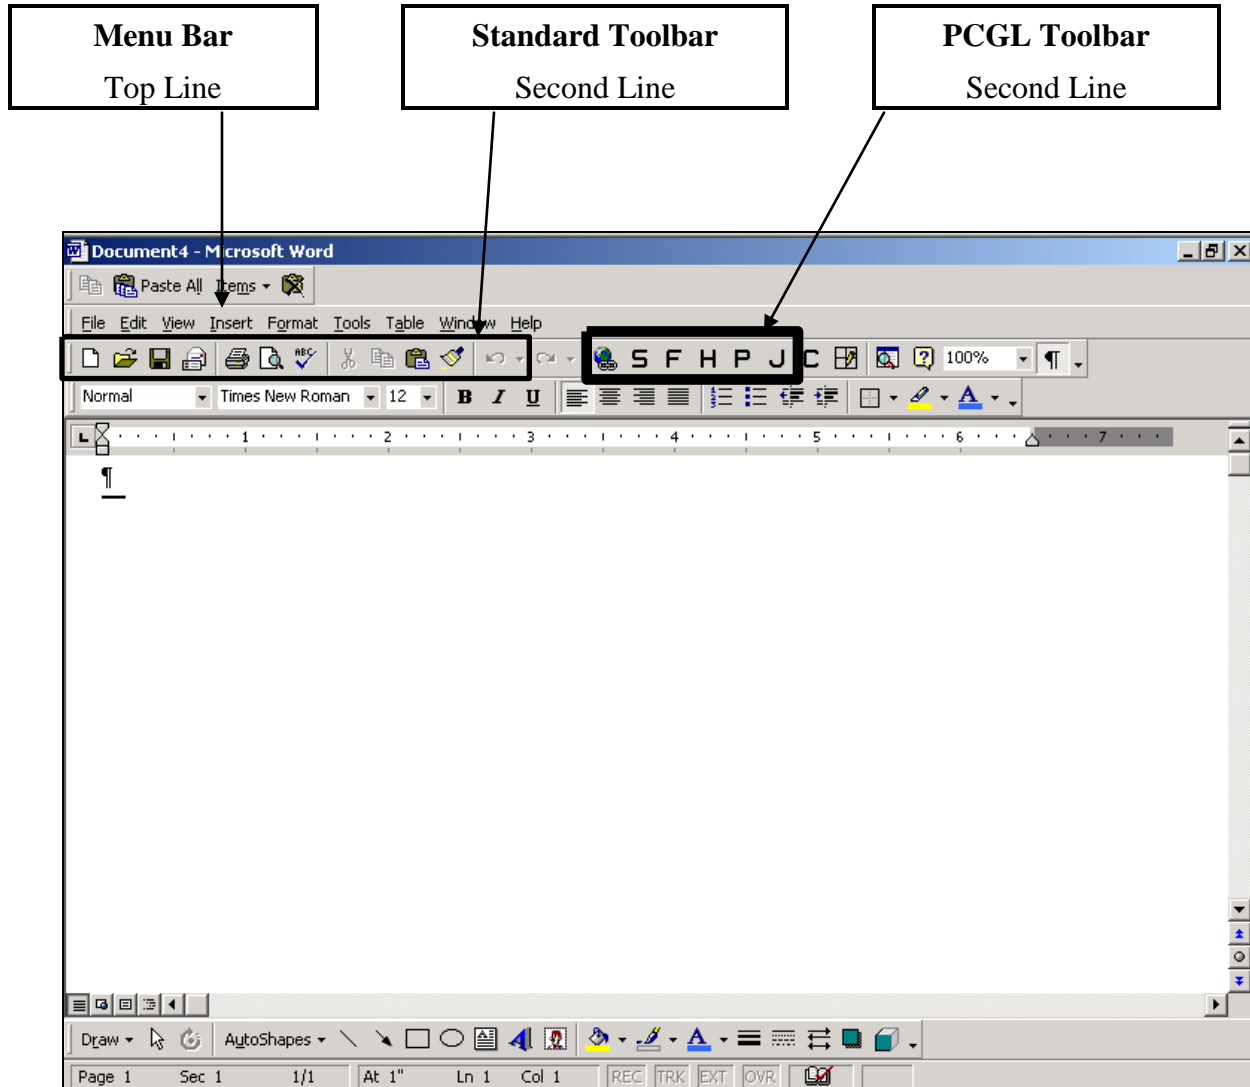 Menu Bar
Top Line
Standard Toolbar
Second Line
PCGL Toolbar
Second Line
Document4 - Microsoft Word
Paste All Items
File Edit View Insert Format Tools Table Window Help
ABC S F H P J C 100% ¶
Normal Times New Roman 12 B I U A
1 2 3 4 5 6 7
¶
Draw AutoShapes A
Page 1 Sec 1 1/1 At 1" Ln 1 Col 1 REC TRK EXT OVR